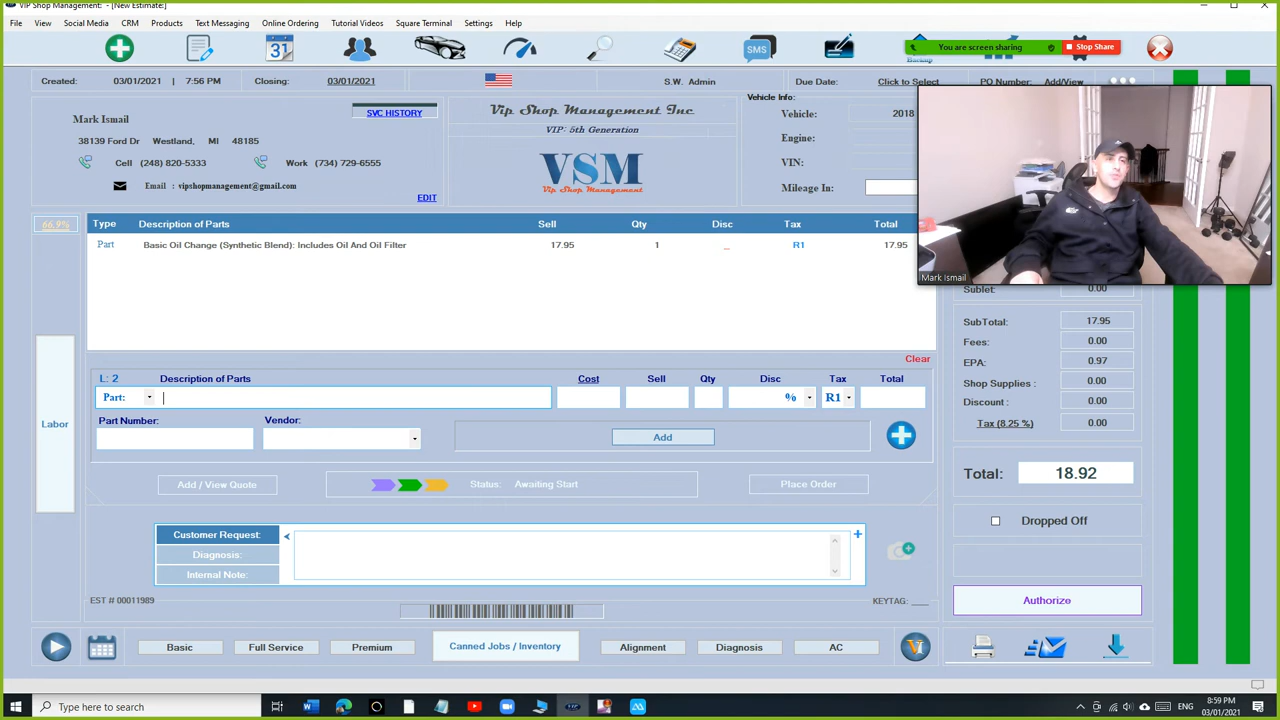 VIP Shop Management: - [New Estimate:]
File View Social Media CRM Products Text Messaging Online Ordering Tutorial Videos Square Terminal Settings Help
31
SMS
Backup
You are screen sharing Stop Share
Created: 03/01/2021 | 7:56 PM Closing: 03/01/2021 S.W. Admin Due Date: Click to Select PO Number: Add/View
Mark Ismail
SVC HISTORY
38139 Ford Dr Westland, MI 48185
Cell (248) 820-5333 Work (734) 729-6555
Email : vipshopmanagement@gmail.com
EDIT
Vip Shop Management Inc
VIP: 5th Generation
VSM
Vip Shop Management
Vehicle Info:
Vehicle: 2018
Engine:
VIN:
Mileage In:
Mark Ismail
66.9%
Type Description of Parts Sell Qty Disc Tax Total
Part Basic Oil Change (Synthetic Blend): Includes Oil And Oil Filter 17.95 1 _ R1 17.95
Clear
L: 2 Description of Parts Cost Sell Qty Disc Tax Total
Part: % R1
Part Number: Vendor:
Add
Labor
Add / View Quote Status: Awaiting Start Place Order
Customer Request: <
Diagnosis:
Internal Note:
EST # 00011989
KEYTAG: ____
Sublet: 0.00
SubTotal: 17.95
Fees: 0.00
EPA: 0.97
Shop Supplies : 0.00
Discount : 0.00
Tax (8.25 %) 0.00
Total: 18.92
Dropped Off
Authorize
Basic Full Service Premium Canned Jobs / Inventory Alignment Diagnosis AC
Type here to search
ENG
8:59 PM
03/01/2021